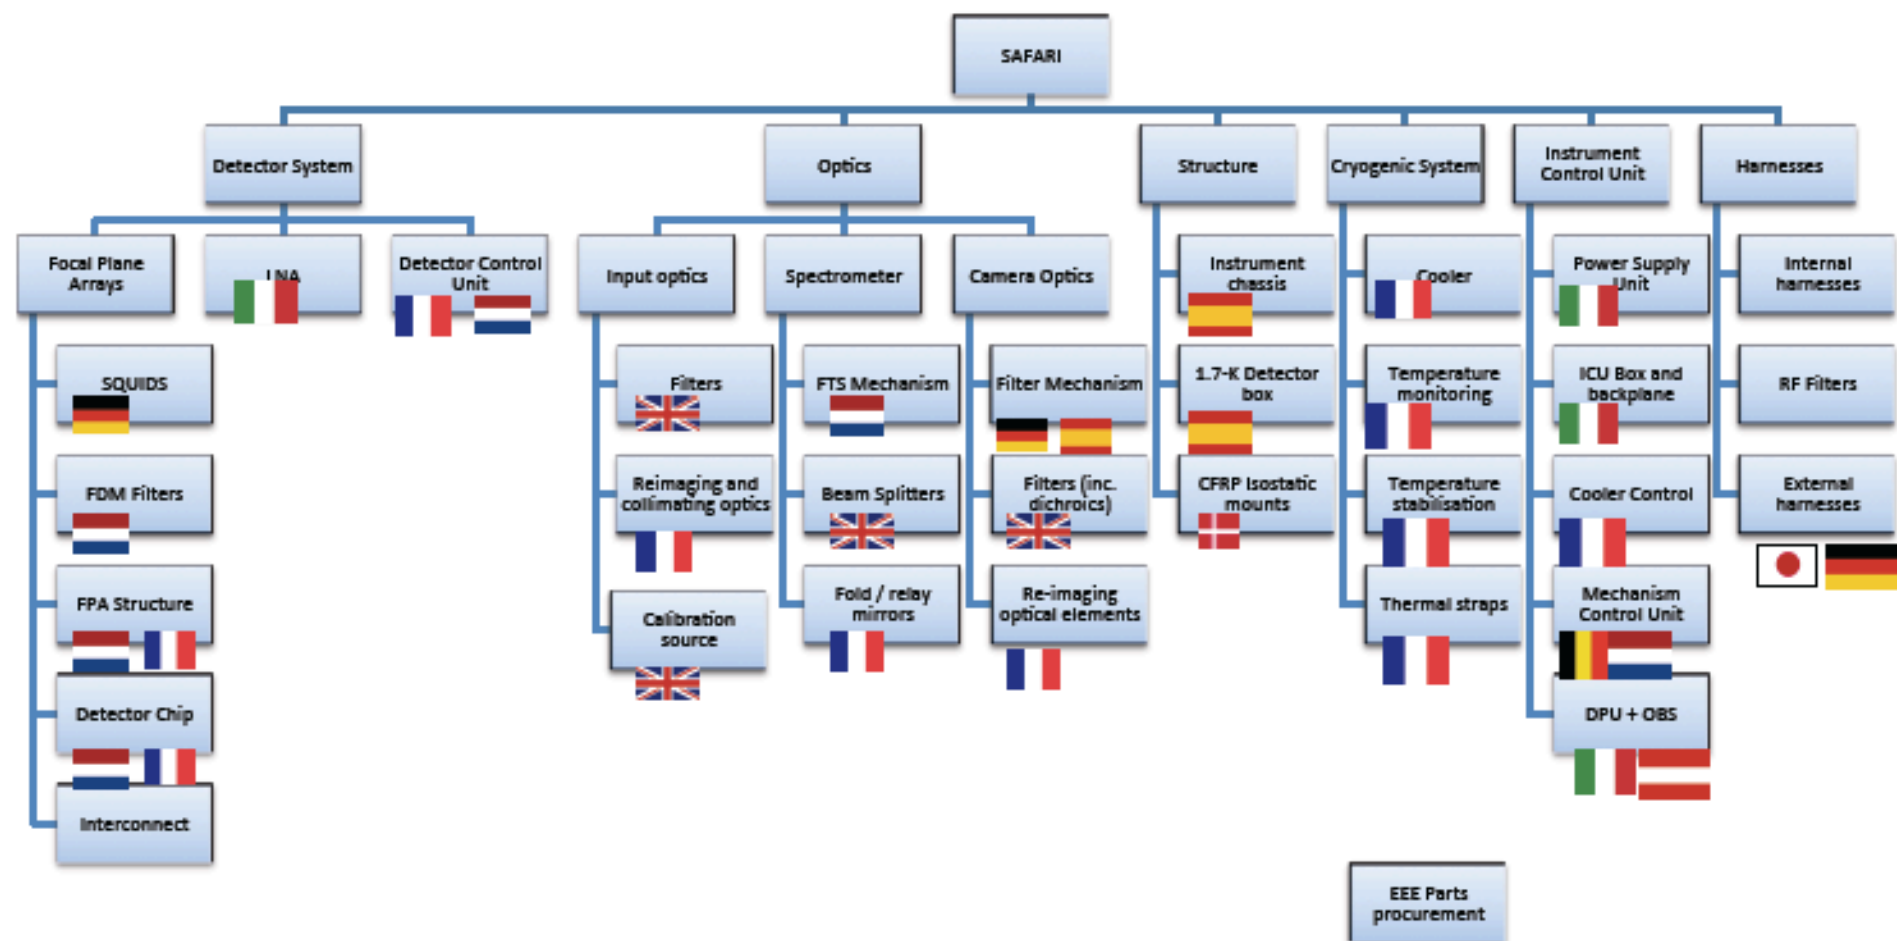 SAFARI
Detector System
Optics
Structure
Cryogenic System
Instrument
Control Unit
Harnesses
Focal Plane
Arrays
LNA
Detector Control
Unit
Input optics
Spectrometer
Camera Optics
Instrument
chassis
Cooler
Power Supply
Unit
Internal
harnesses
SQUIDS
Filters
FTS Mechanism
Filter Mechanism
1.7-K Detector
box
Temperature
monitoring
ICU Box and
backplane
RF Filters
FDM Filters
Reimaging and
collimating optics
Beam Splitters
Filters (inc.
dichroics)
CFRP Isostatic
mounts
Temperature
stabilisation
Cooler Control
External
harnesses
FPA Structure
Calibration
source
Fold / relay
mirrors
Re-imaging
optical elements
Thermal straps
Mechanism
Control Unit
Detector Chip
DPU + OBS
Interconnect
EEE Parts
procurement